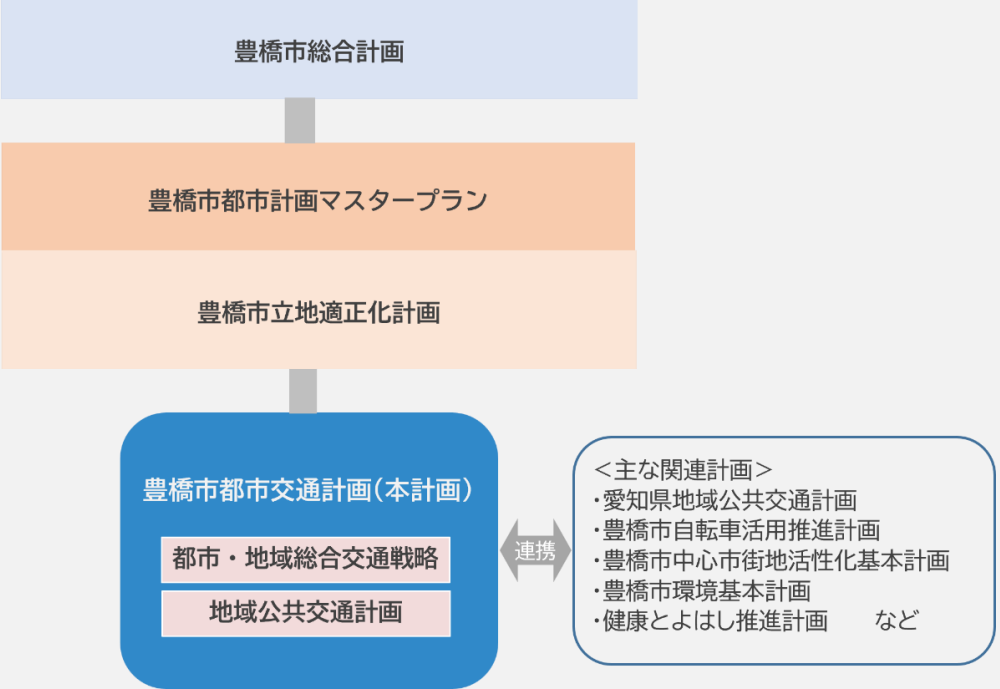 豊橋市総合計画
豊橋市都市計画マスタープラン
豊橋市立地適正化計画
豊橋市都市交通計画(本計画)
都市・地域総合交通戦略
地域公共交通計画
連携
＜主な関連計画＞
・愛知県地域公共交通計画
・豊橋市自転車活用推進計画
・豊橋市中心市街地活性化基本計画
・豊橋市環境基本計画
・健康とよはし推進計画　　など